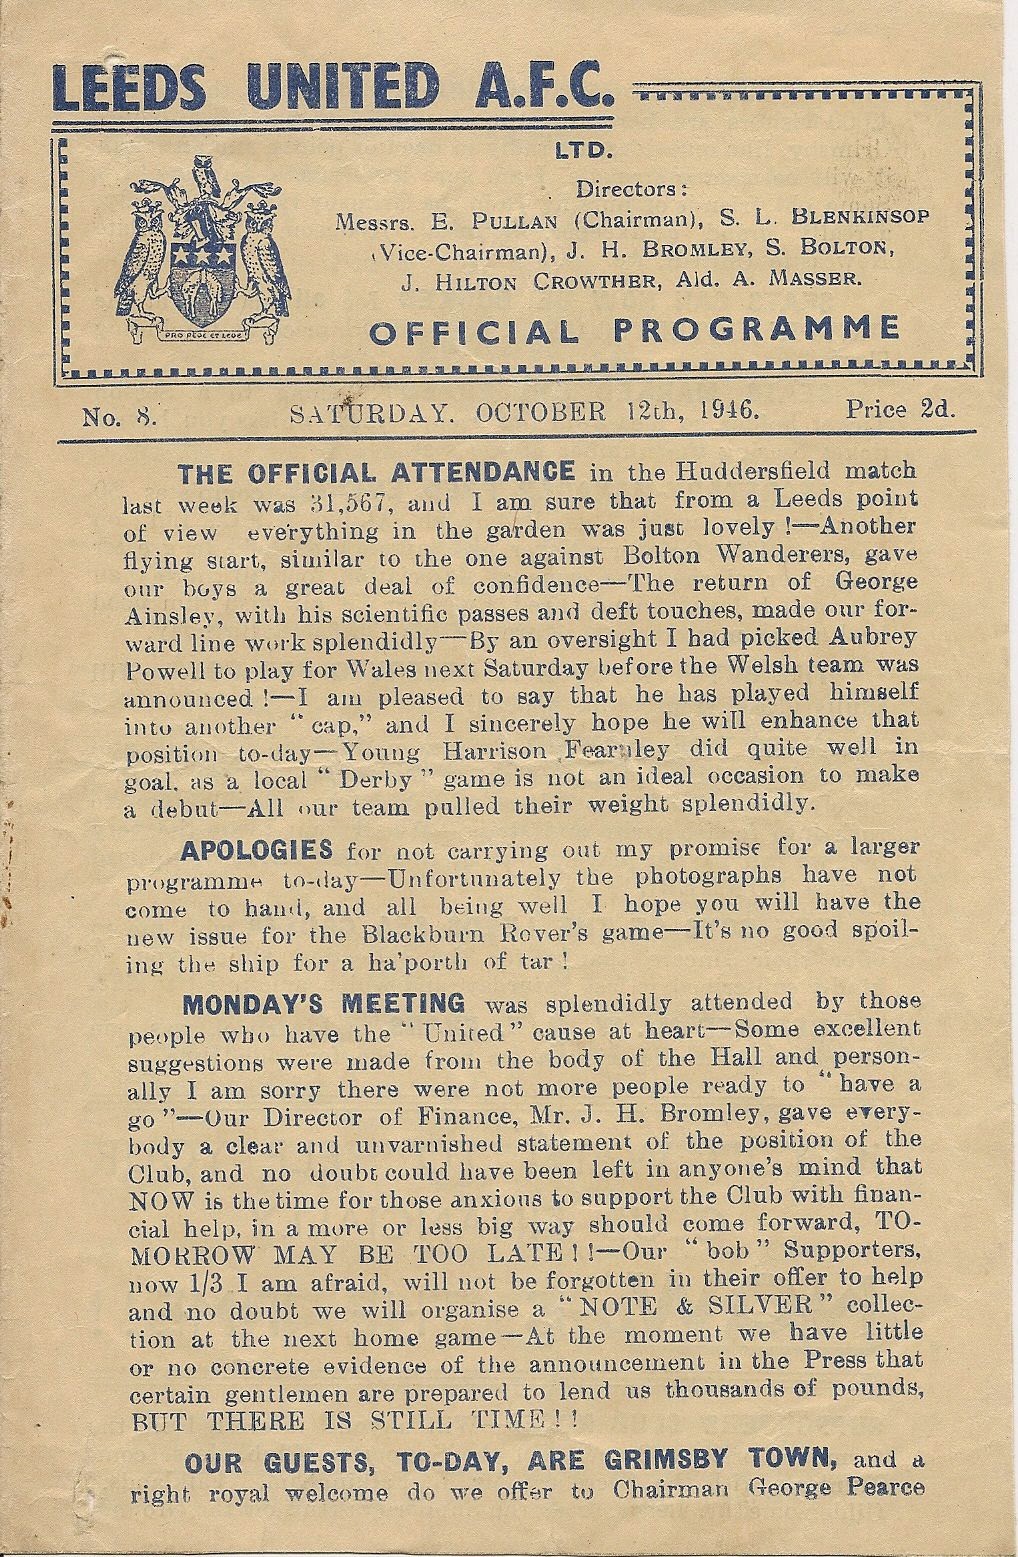 LEEDS UNITED A.F.C.
LTD.
Directors:
Messrs. E. PULLAN (Chairman), S. L. BLENKINSOP
(Vice-Chairman), J. H. BROMLEY, S. BOLTON,
J. HILTON CROWTHER, Ald. A. MASSER.
OFFICIAL PROGRAMME
PRO REGE ET LEGE
No. 8. SATURDAY. OCTOBER 12th, 1946. Price 2d.
THE OFFICIAL ATTENDANCE in the Huddersfield match
last week was 31,567, and I am sure that from a Leeds point
of view everything in the garden was just lovely !—Another
flying start, similar to the one against Bolton Wanderers, gave
our boys a great deal of confidence—The return of George
Ainsley, with his scientific passes and deft touches, made our for-
ward line work splendidly—By an oversight I had picked Aubrey
Powell to play for Wales next Saturday before the Welsh team was
announced !—I am pleased to say that he has played himself
into another “ cap,” and I sincerely hope he will enhance that
position to-day—Young Harrison Fearnley did quite well in
goal. as a local “ Derby ” game is not an ideal occasion to make
a debut—All our team pulled their weight splendidly.
APOLOGIES for not carrying out my promise for a larger
programme to-day—Unfortunately the photographs have not
come to hand, and all being well I hope you will have the
new issue for the Blackburn Rover's game—It's no good spoil-
ing the ship for a ha'porth of tar !
MONDAY'S MEETING was splendidly attended by those
people who have the “ United ” cause at heart—Some excellent
suggestions were made from the body of the Hall and person-
ally I am sorry there were not more people ready to “ have a
go ”—Our Director of Finance, Mr. J. H. Bromley, gave every-
body a clear and unvarnished statement of the position of the
Club, and no doubt could have been left in anyone's mind that
NOW is the time for those anxious to support the Club with finan-
cial help, in a more or less big way should come forward, TO-
MORROW MAY BE TOO LATE ! !—Our “ bob ” Supporters,
now 1/3 I am afraid, will not be forgotten in their offer to help
and no doubt we will organise a “ NOTE & SILVER ” collec-
tion at the next home game—At the moment we have little
or no concrete evidence of the announcement in the Press that
certain gentlemen are prepared to lend us thousands of pounds,
BUT THERE IS STILL TIME ! !
OUR GUESTS, TO-DAY, ARE GRIMSBY TOWN, and a
right royal welcome do we offer to Chairman George Pearce